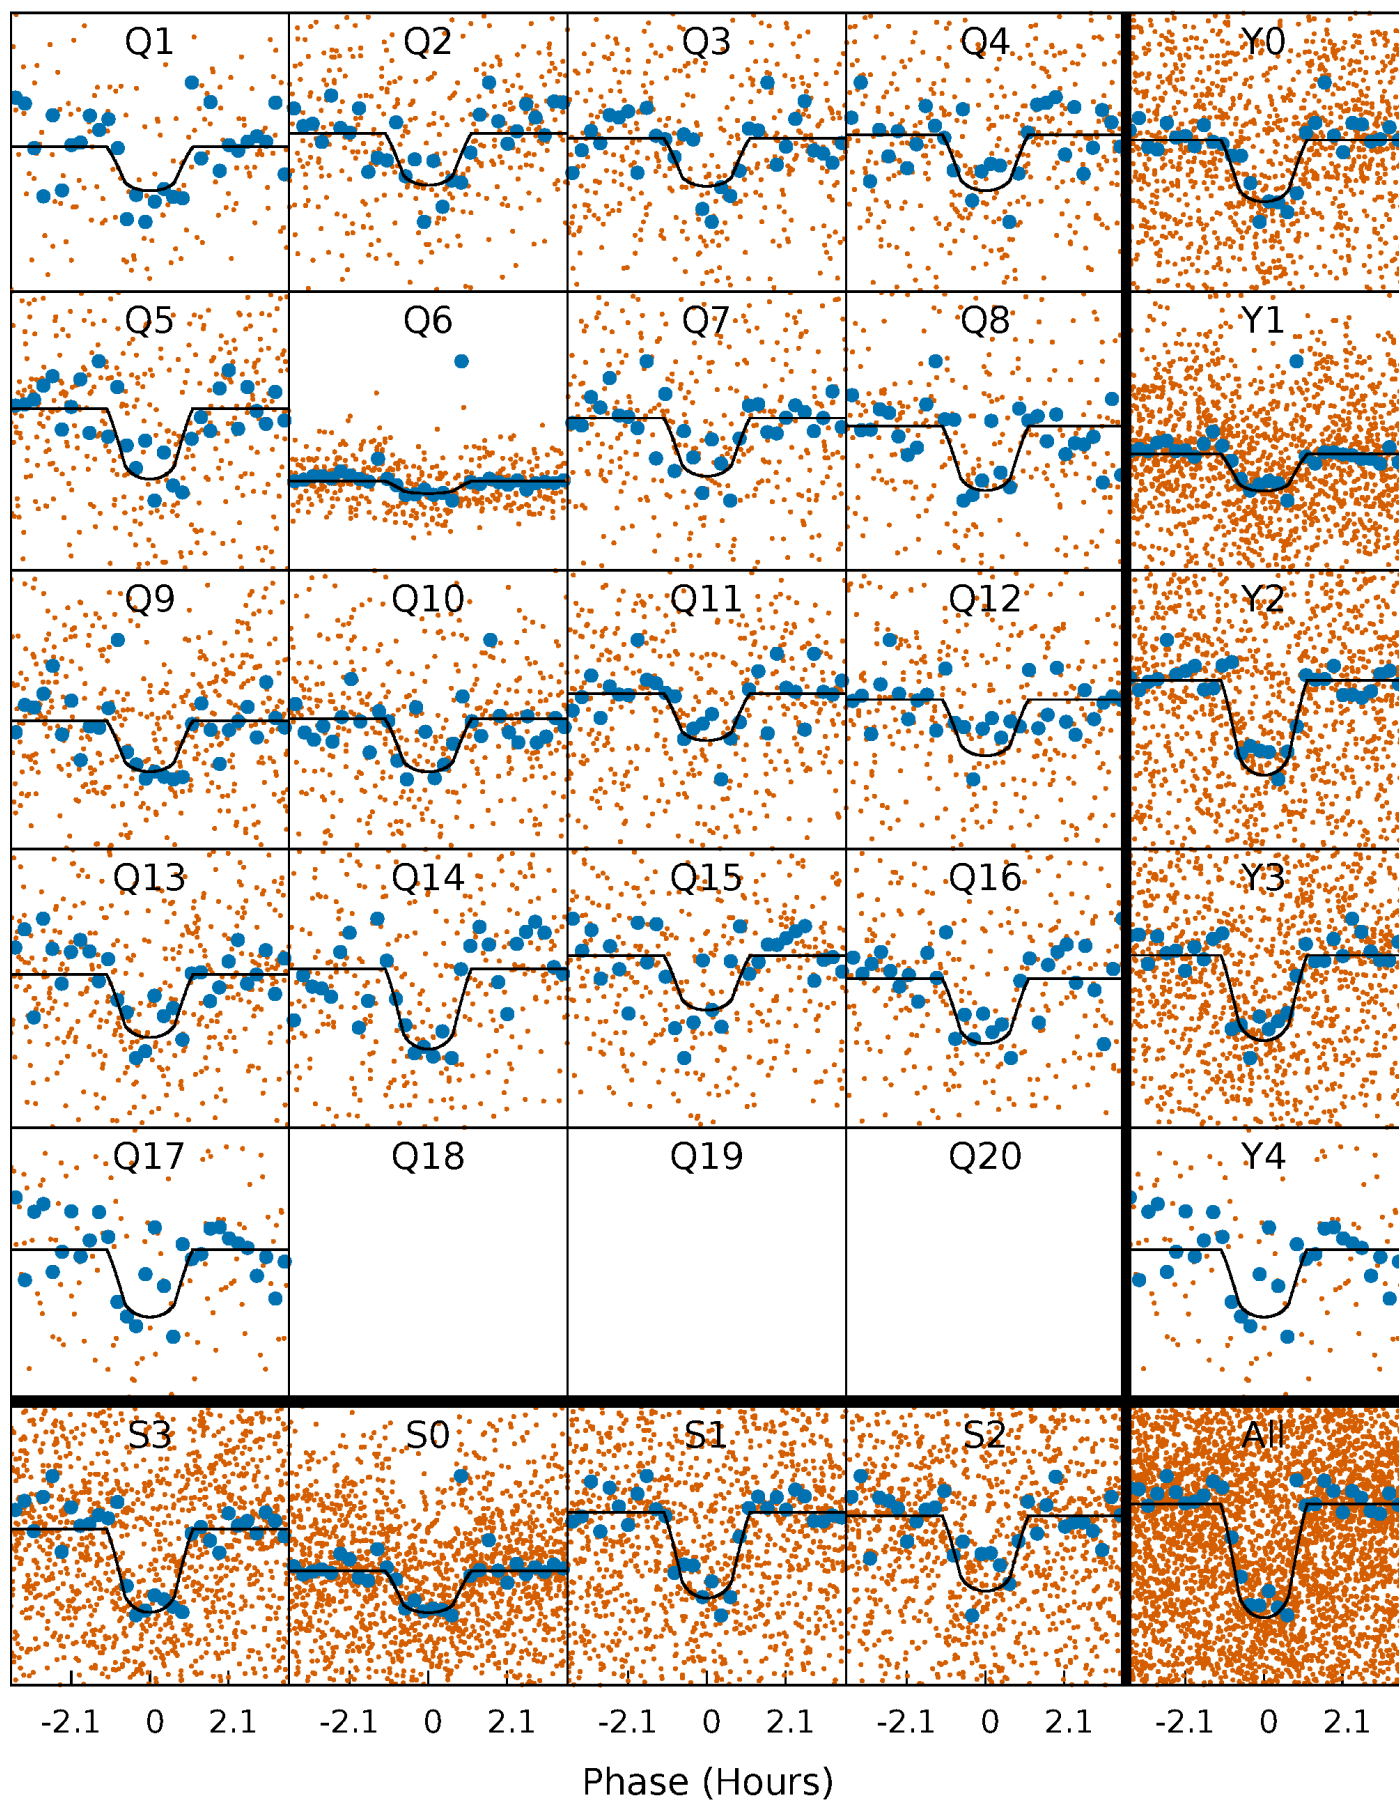 Q1 Q2 Q3 Q4 Y0
Q5 Q6 Q7 Q8 Y1
Q9 Q10 Q11 Q12 Y2
Q13 Q14 Q15 Q16 Y3
Q17 Q18 Q19 Q20 Y4
S3 S0 S1 S2 All
-2.1 0 2.1 -2.1 0 2.1 -2.1 0 2.1 -2.1 0 2.1 -2.1 0 2.1
Phase (Hours)